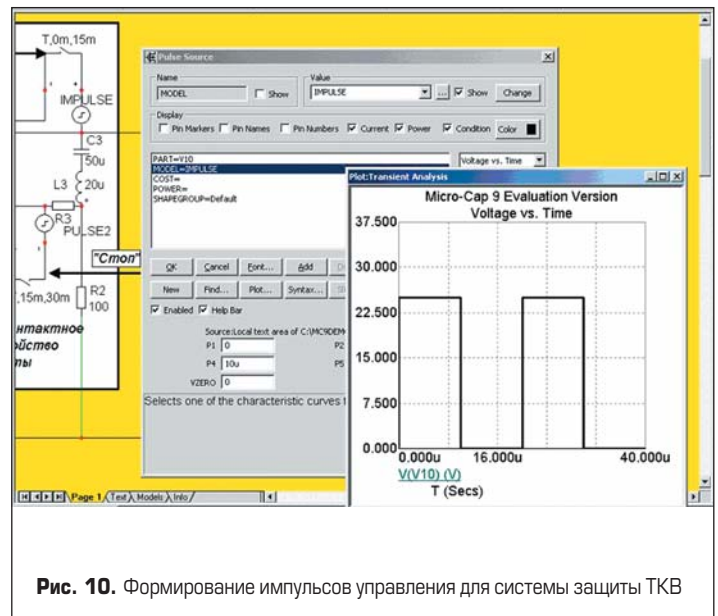 T,0m,15m
IMPULSE
C3
50u
L3
20u
R3
PULSE2
"Стоп"
,15m,30m
R2
100
Pulse Source
Name
MODEL
Show
Value
IMPULSE
...
Show
Change
Display
Pin Markers
Pin Names
Pin Numbers
Current
Power
Condition
Color
PART=V10
MODEL=IMPULSE
COST=
POWER=
SHAPEGROUP=Default
Voltage vs. Time
OK
Cancel
Font...
Add
New
Find...
Plot...
Syntax...
Enabled
Help Bar
Source:Local text area of C:\MC9DEM
P1
0
P2
P4
10u
P5
VZERO
0
Selects one of the characteristic curves
Plot:Transient Analysis
Micro-Cap 9 Evaluation Version
Voltage vs. Time
37.500
30.000
22.500
15.000
7.500
0.000
0.000u
16.000u
40.000u
V(V10) (V)
T (Secs)
Page 1
Text
Models
Info
Рис. 10. Формирование импульсов управления для системы защиты ТКВ